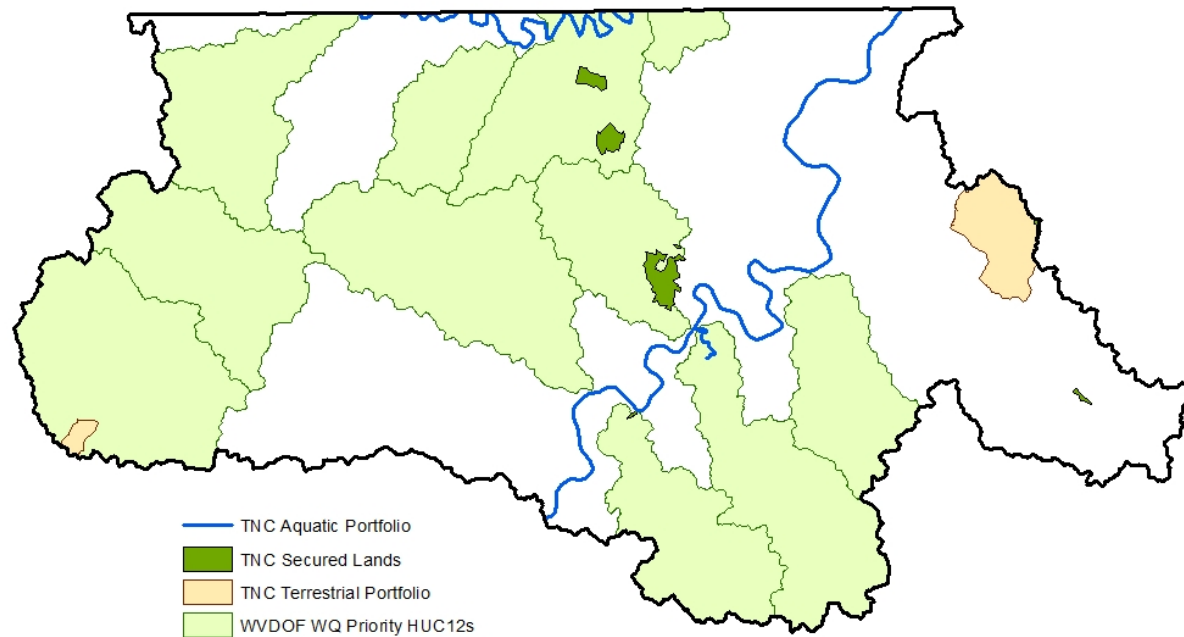 TNC Aquatic Portfolio
TNC Secured Lands
TNC Terrestrial Portfolio
WVDOF WQ Priority HUC12s